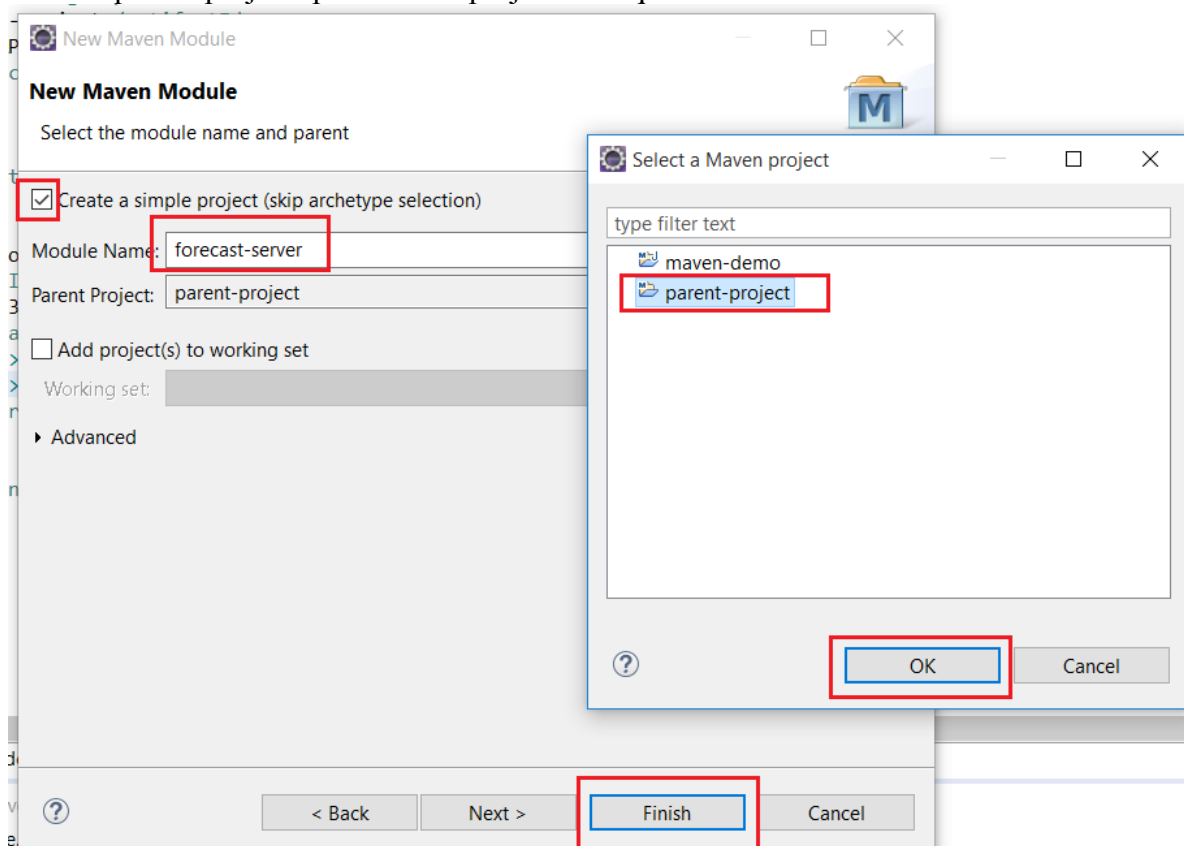 New Maven Module
New Maven Module
Select the module name and parent
M
Create a simple project (skip archetype selection)
Module Name: forecast-server
Parent Project: parent-project
Add project(s) to working set
Working set:
Advanced
< Back
Next >
Finish
Cancel
Select a Maven project
type filter text
maven-demo
parent-project
OK
Cancel